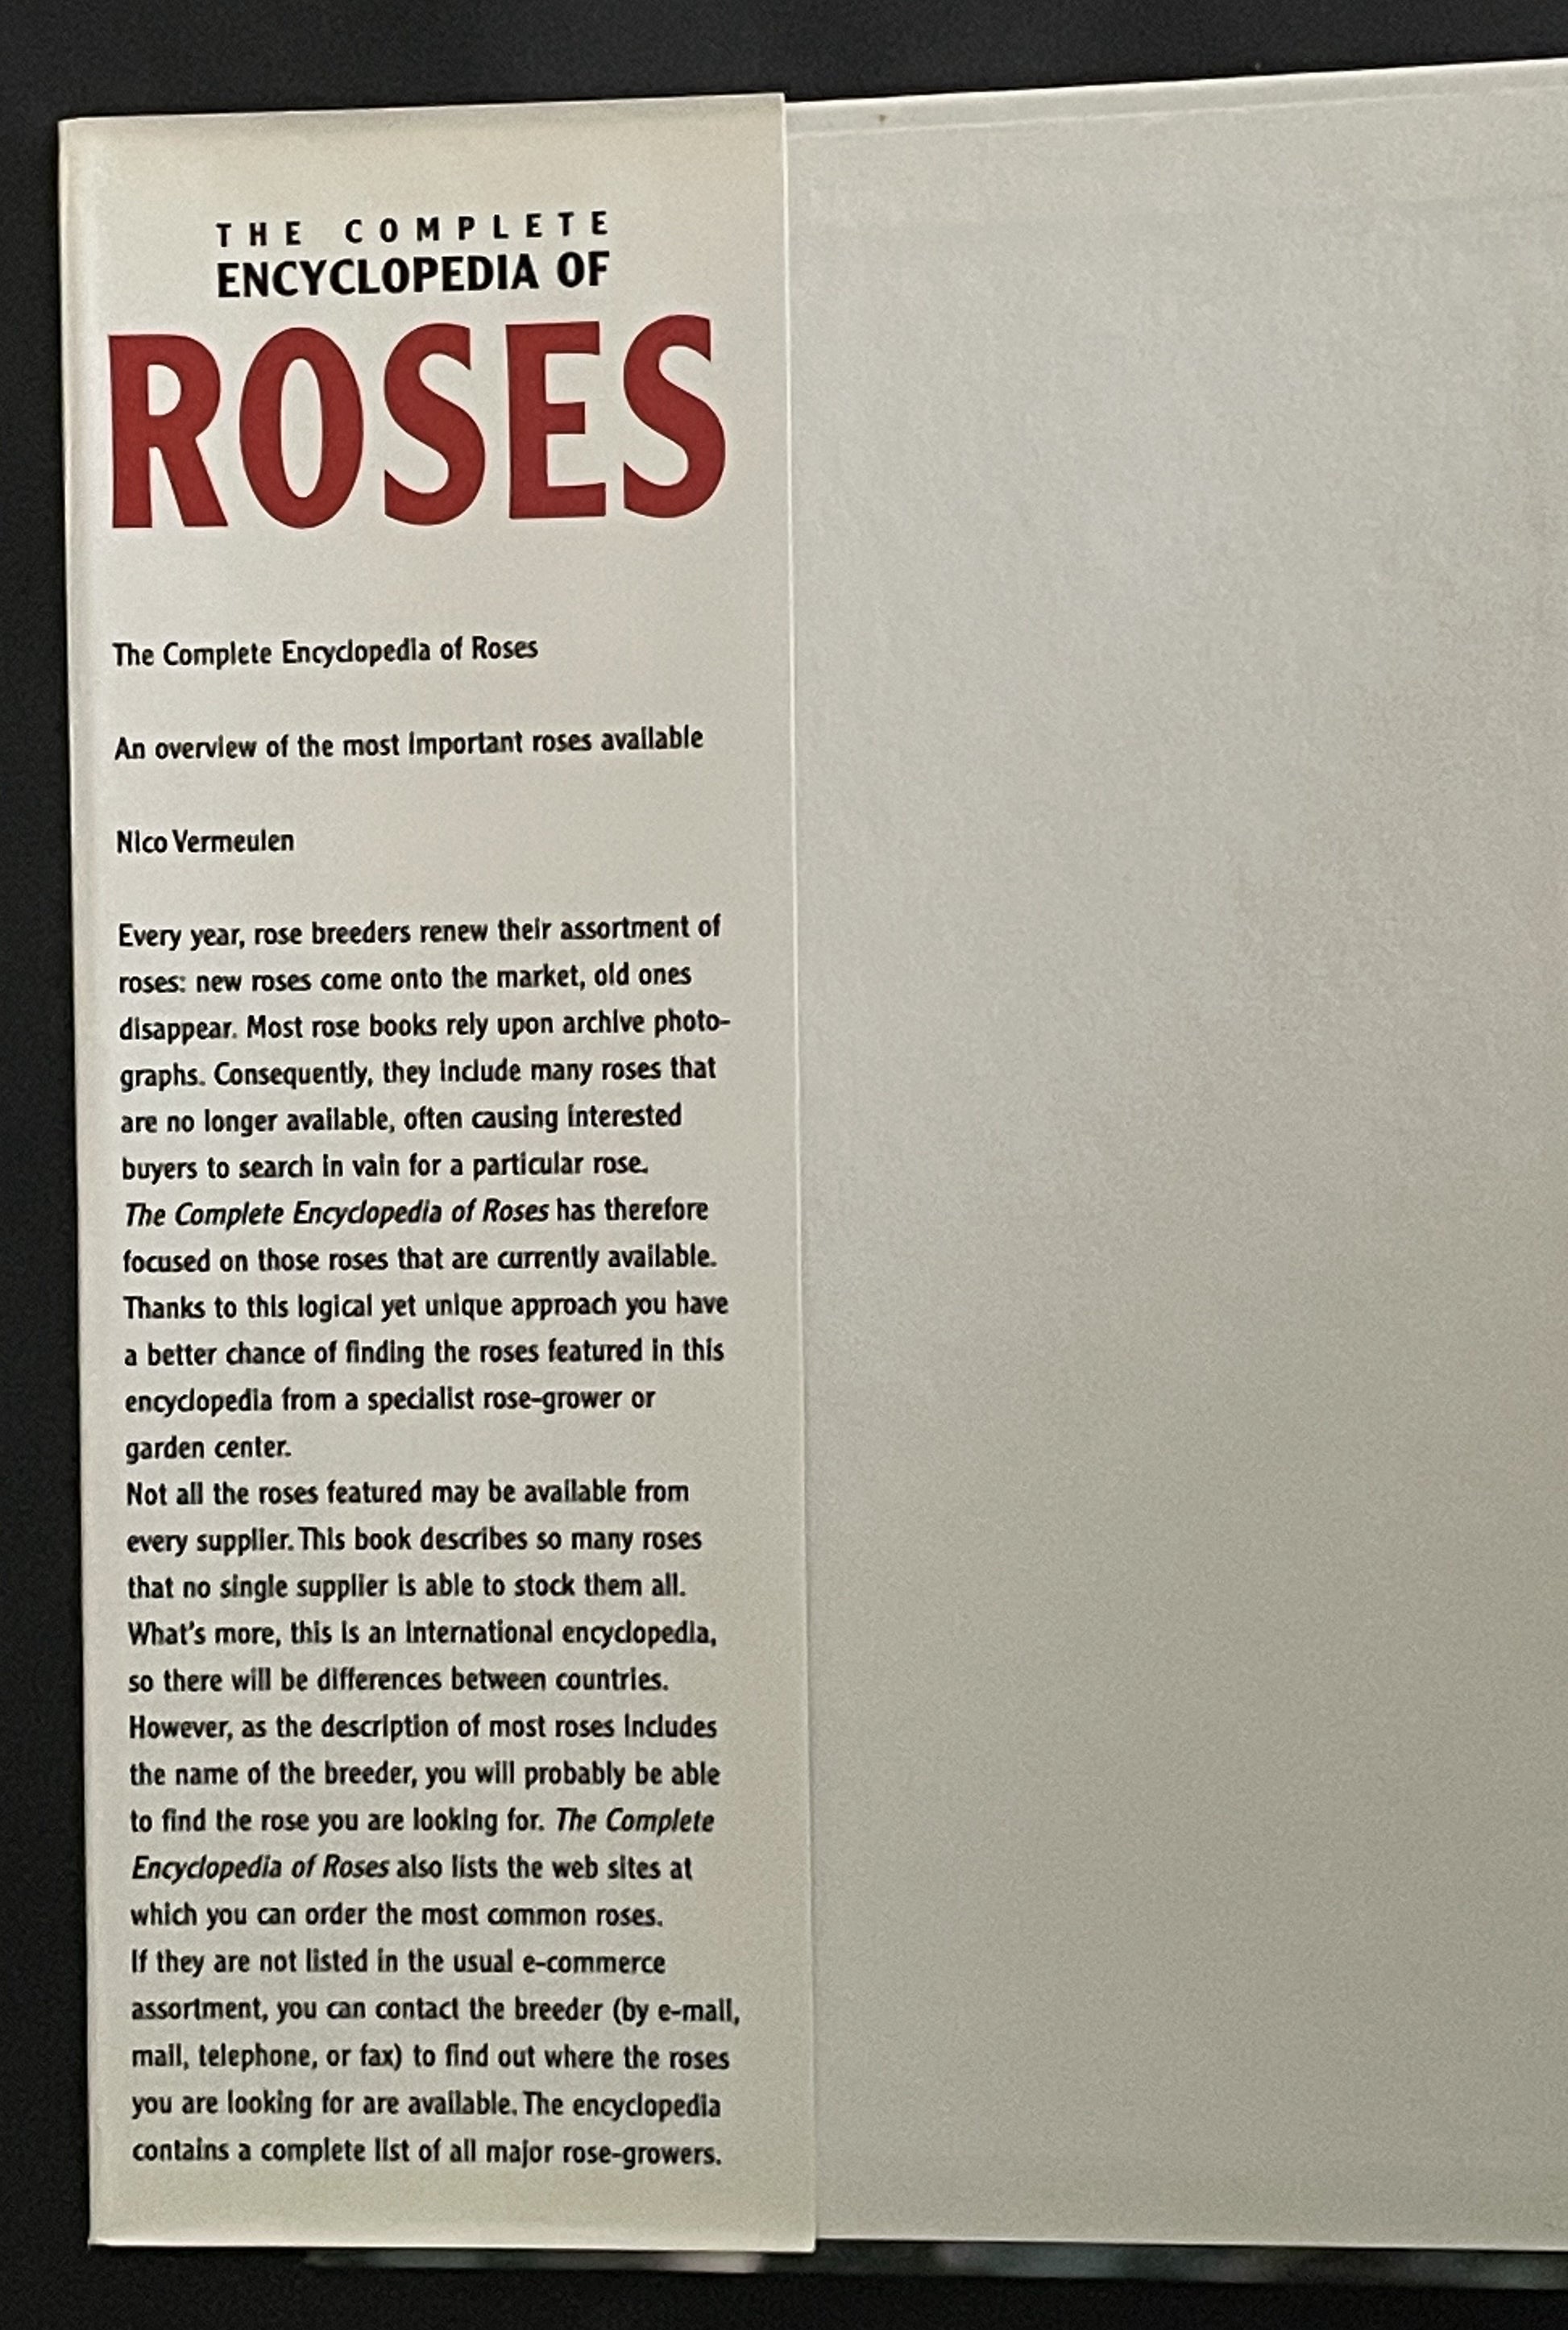 THE COMPLETE
ENCYCLOPEDIA OF
ROSES
The Complete Encyclopedia of Roses
An overview of the most important roses available
Nico Vermeulen
Every year, rose breeders renew their assortment of
roses: new roses come onto the market, old ones
disappear. Most rose books rely upon archive photo-
graphs. Consequently, they include many roses that
are no longer available, often causing interested
buyers to search in vain for a particular rose.
The Complete Encyclopedia of Roses has therefore
focused on those roses that are currently available.
Thanks to this logical yet unique approach you have
a better chance of finding the roses featured in this
encyclopedia from a specialist rose-grower or
garden center.
Not all the roses featured may be available from
every supplier. This book describes so many roses
that no single supplier is able to stock them all.
What's more, this is an international encyclopedia,
so there will be differences between countries.
However, as the description of most roses includes
the name of the breeder, you will probably be able
to find the rose you are looking for. The Complete
Encyclopedia of Roses also lists the web sites at
which you can order the most common roses.
If they are not listed in the usual e-commerce
assortment, you can contact the breeder (by e-mail,
mail, telephone, or fax) to find out where the roses
you are looking for are available. The encyclopedia
contains a complete list of all major rose-growers.